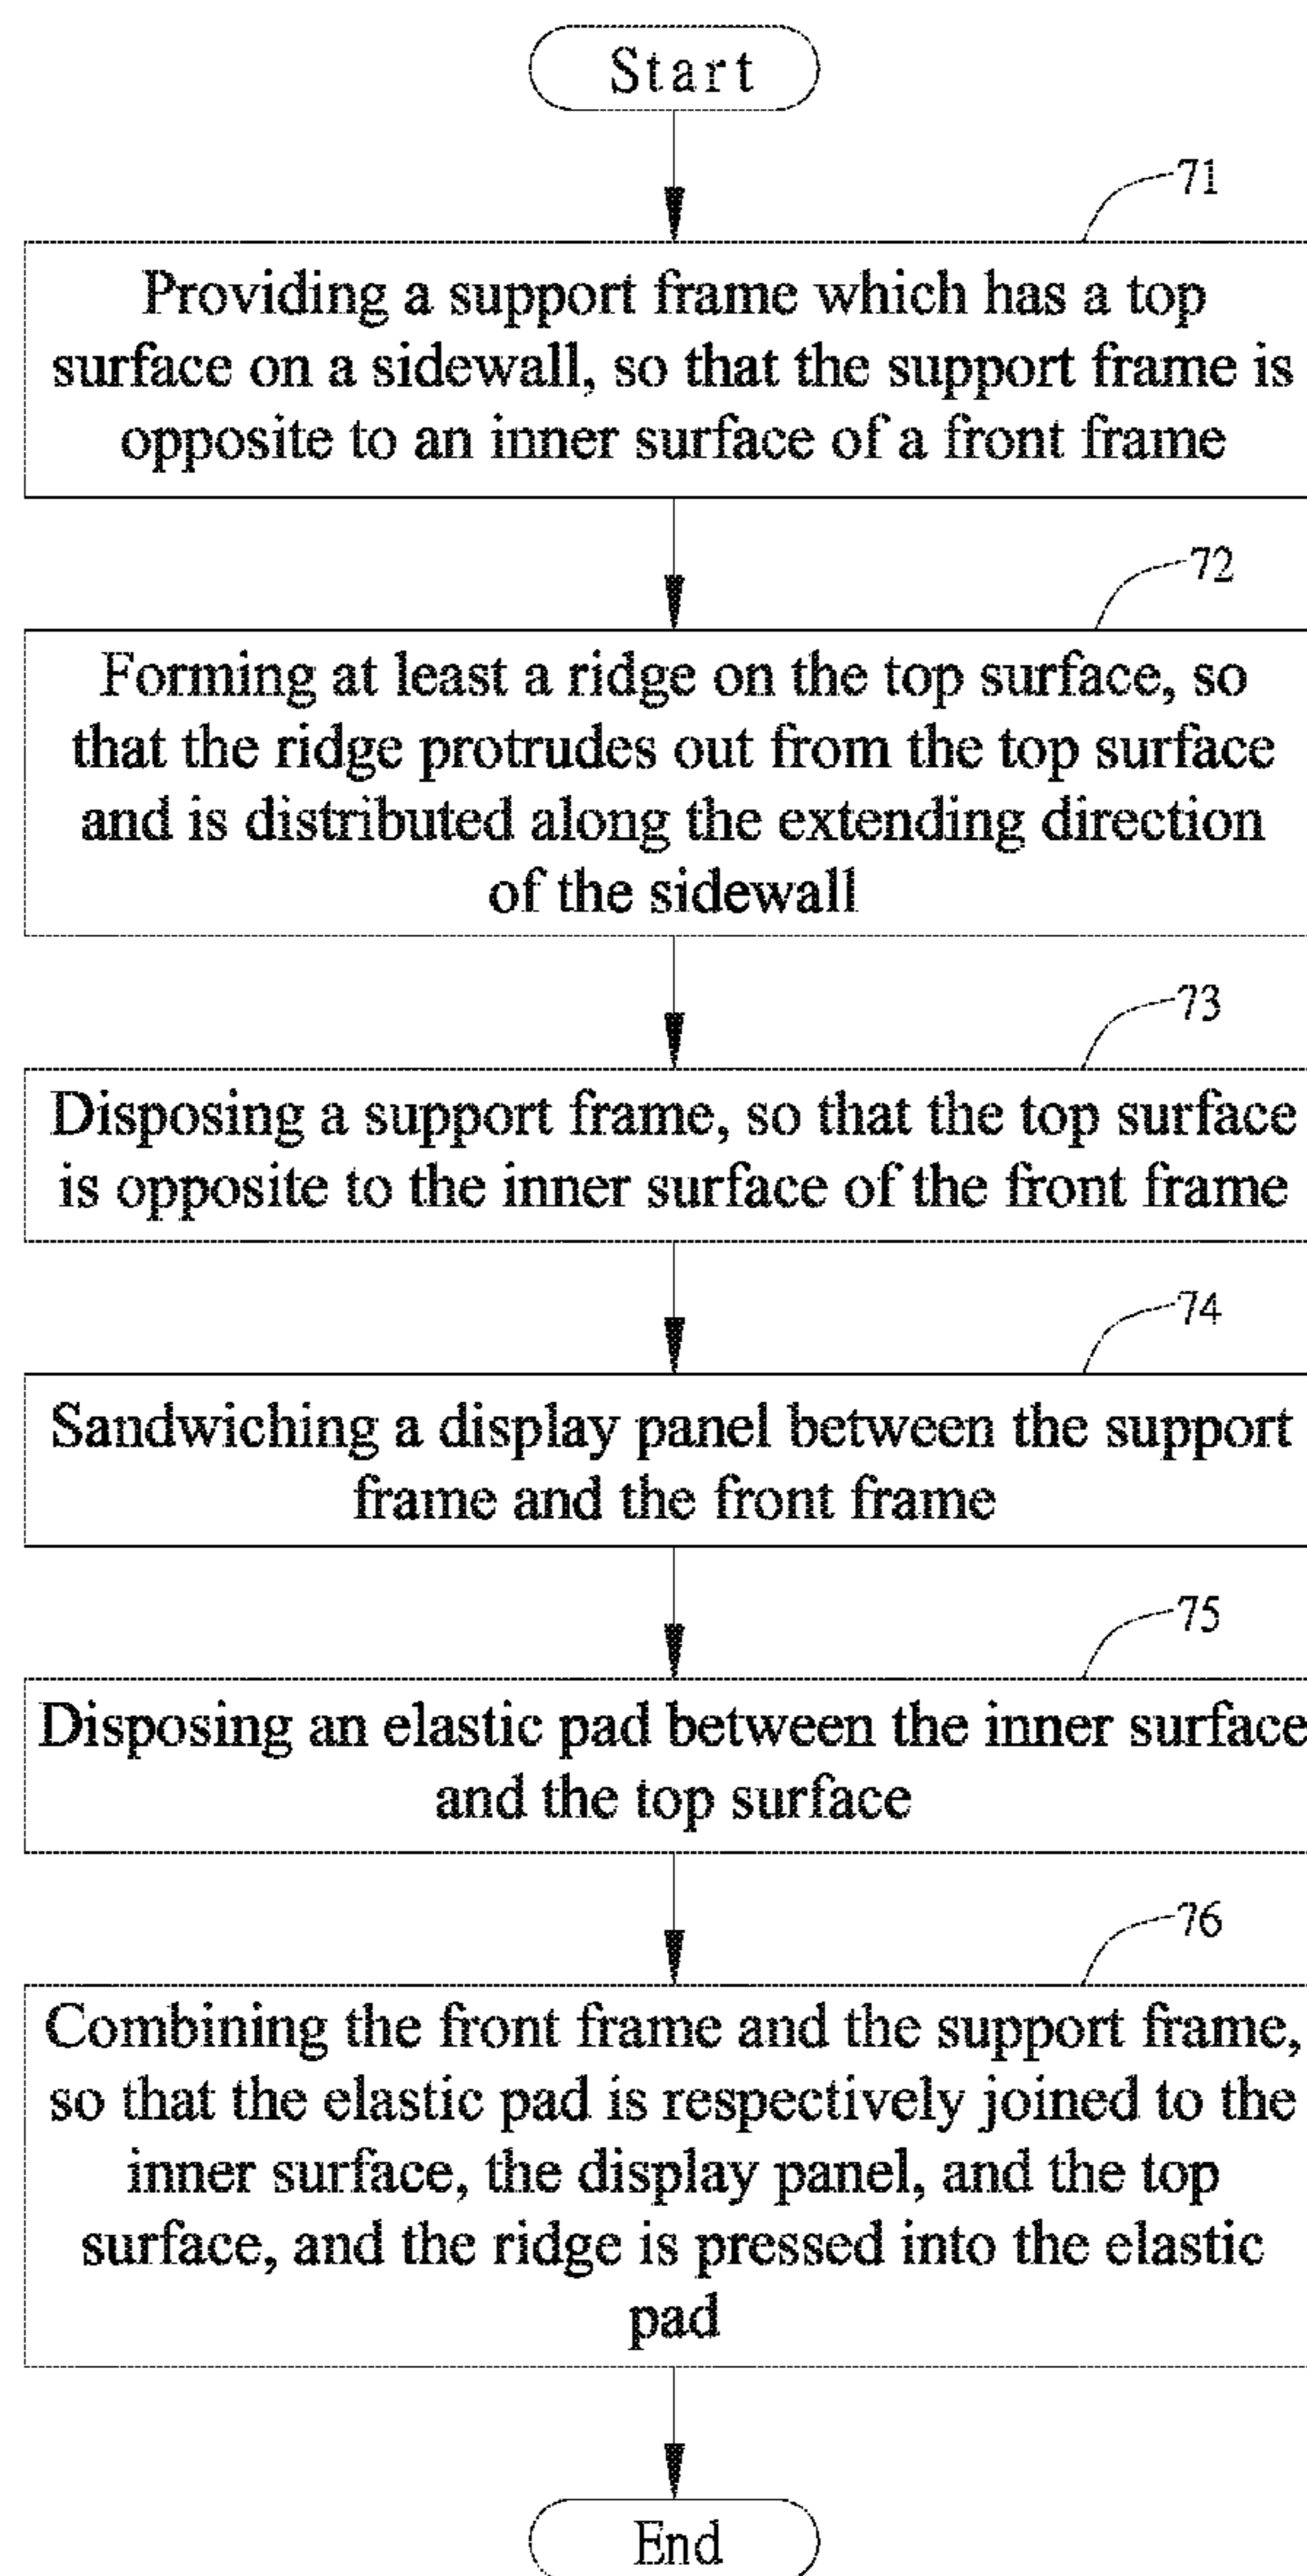 Start
71
Providing a support frame which has a top
surface on a sidewall, so that the support frame is
opposite to an inner surface of a front frame
72
Forming at least a ridge on the top surface, so
that the ridge protrudes out from the top surface
and is distributed along the extending direction
of the sidewall
73
Disposing a support frame, so that the top surface
is opposite to the inner surface of the front frame
74
Sandwiching a display panel between the support
frame and the front frame
75
Disposing an elastic pad between the inner surface
and the top surface
76
Combining the front frame and the support frame,
so that the elastic pad is respectively joined to the
inner surface, the display panel, and the top
surface, and the ridge is pressed into the elastic
pad
End